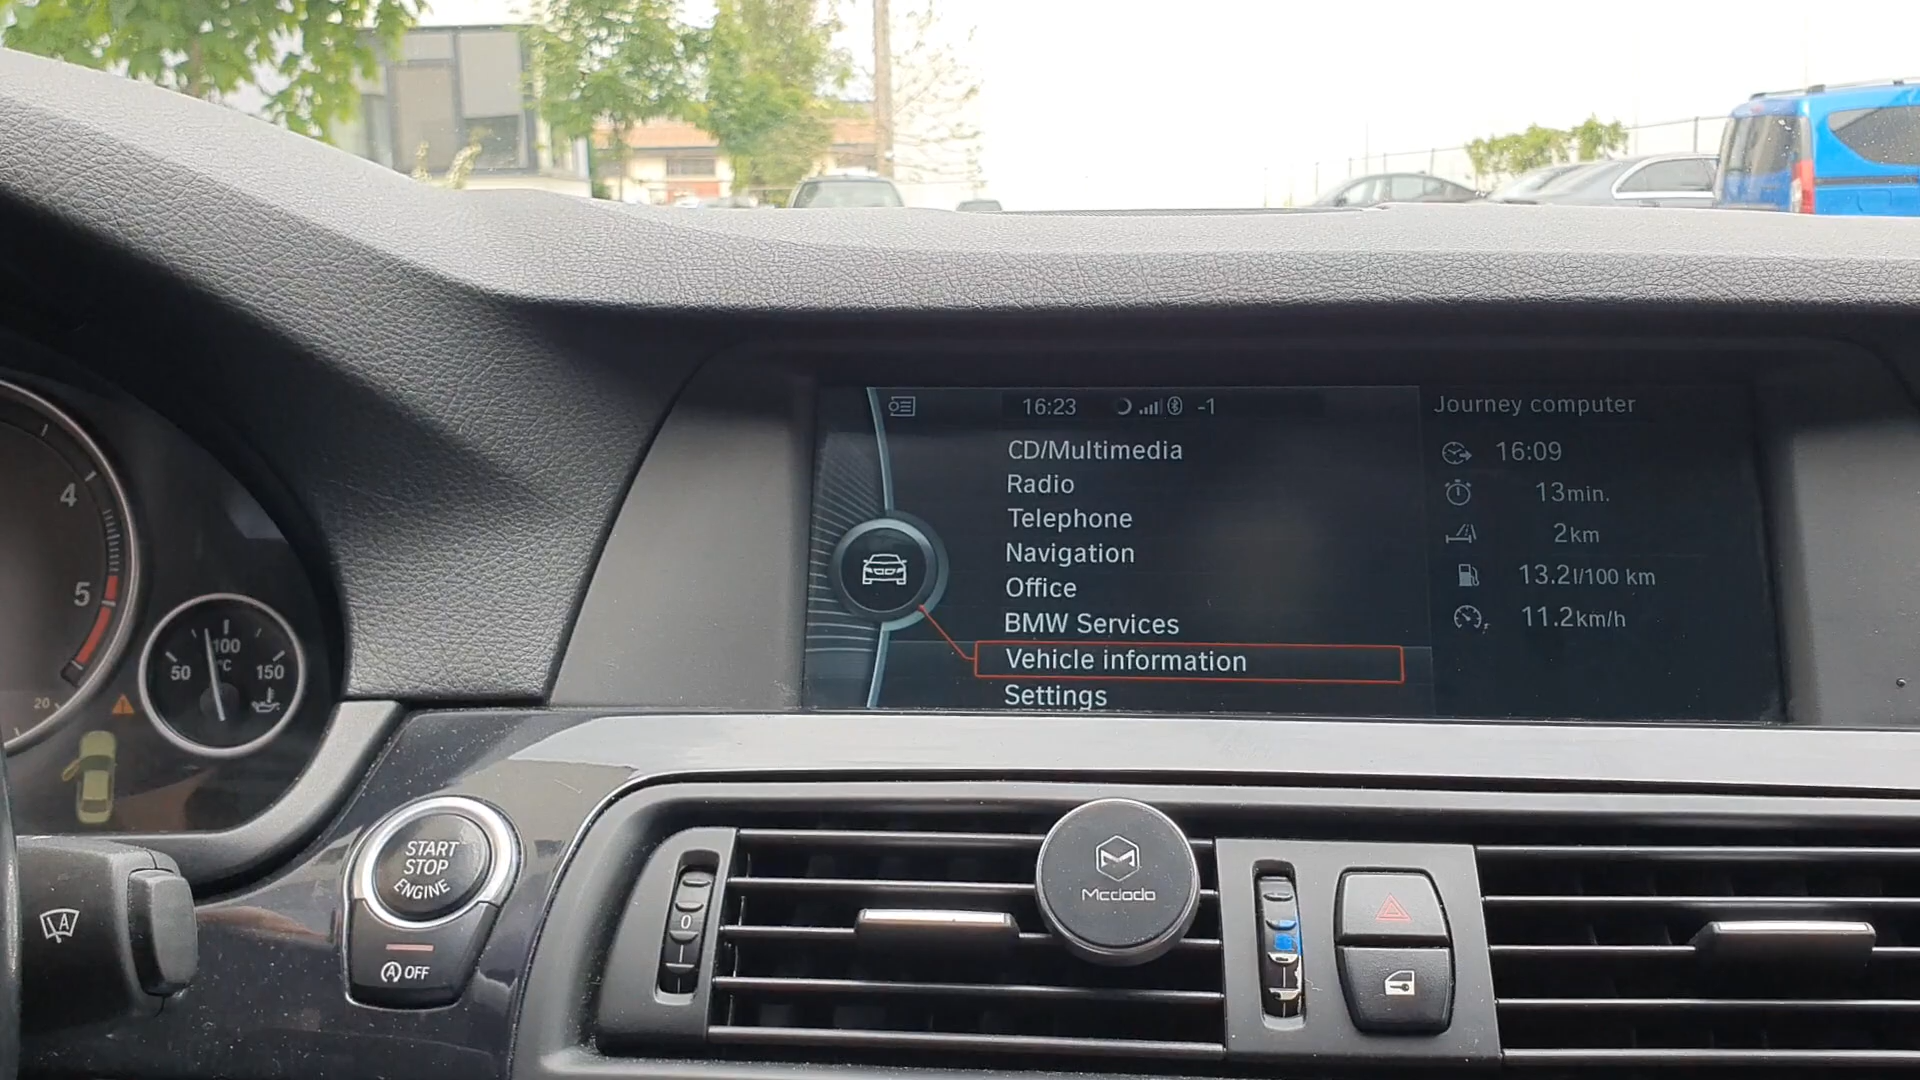 16:23 -1
CD/Multimedia
Radio
Telephone
Navigation
Office
BMW Services
Vehicle information
Settings
Journey computer
16:09
13min.
2km
13.2l/100 km
11.2km/h
4
5
20
50
100
°C
150
START
STOP
ENGINE
A OFF
A
0
Mcdodo